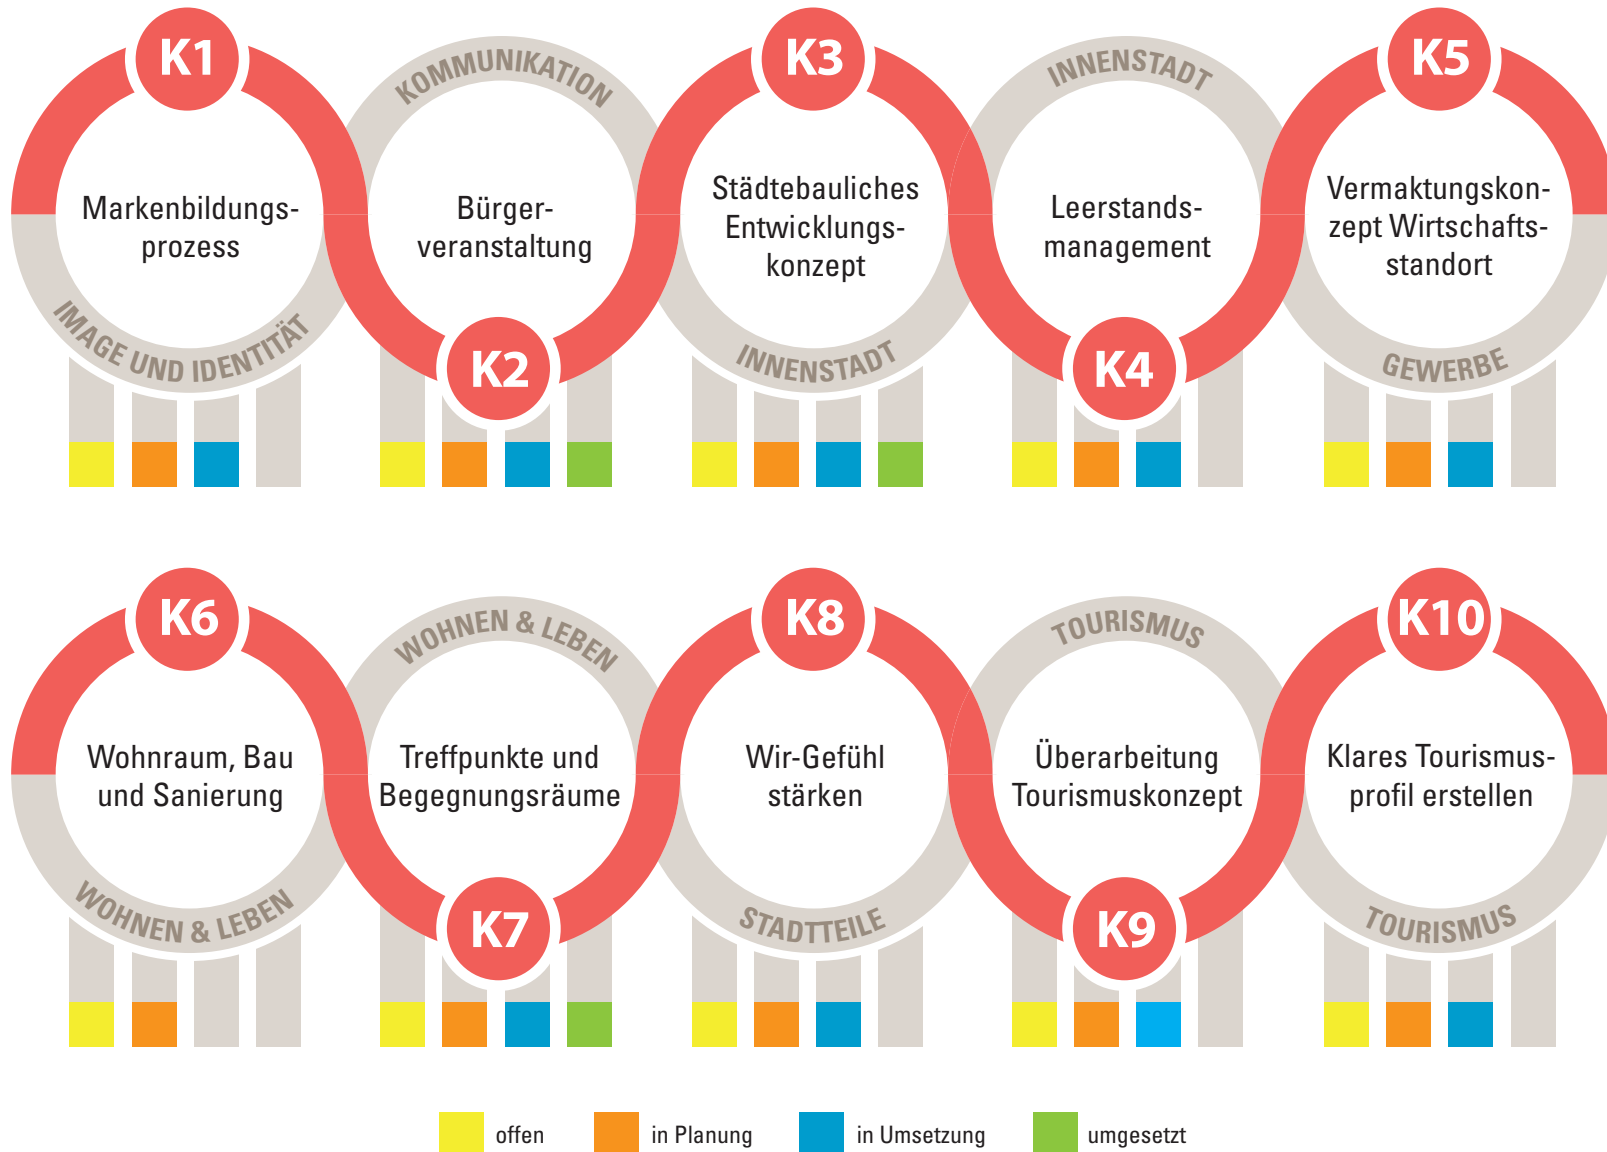 K1
Markenbildungs-
prozess
IMAGE UND IDENTITÄT
KOMMUNIKATION
Bürger-
veranstaltung
K2
K3
Städtebauliches
Entwicklungs-
konzept
INNENSTADT
INNENSTADT
Leerstands-
management
K4
K5
Vermaktungskon-
zept Wirtschafts-
standort
GEWERBE
K6
Wohnraum, Bau
und Sanierung
WOHNEN & LEBEN
WOHNEN & LEBEN
Treffpunkte und
Begegnungsräume
K7
K8
Wir-Gefühl
stärken
STADTTEILE
TOURISMUS
Überarbeitung
Tourismuskonzept
K9
K10
Klares Tourismus-
profil erstellen
TOURISMUS
offen
in Planung
in Umsetzung
umgesetzt